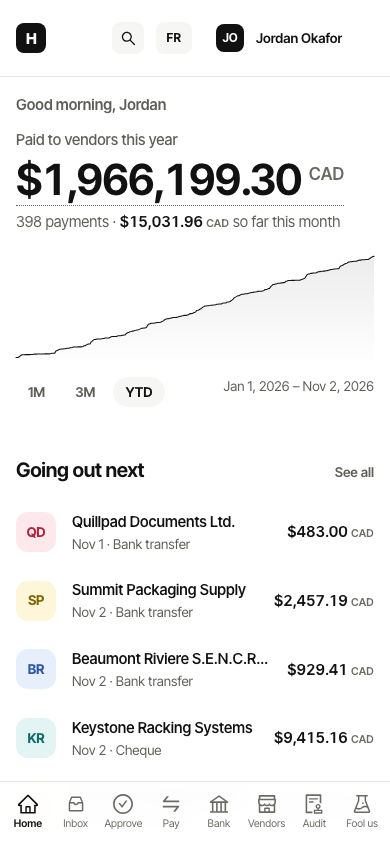 H
FR
JO
Jordan Okafor
Good morning, Jordan
Paid to vendors this year
$1,966,199.30 CAD
398 payments · $15,031.96 CAD so far this month
1M
3M
YTD
Jan 1, 2026 – Nov 2, 2026
Going out next
See all
QD
Quillpad Documents Ltd.
Nov 1 · Bank transfer
$483.00 CAD
SP
Summit Packaging Supply
Nov 2 · Bank transfer
$2,457.19 CAD
BR
Beaumont Riviere S.E.N.C.R...
Nov 2 · Bank transfer
$929.41 CAD
KR
Keystone Racking Systems
Nov 2 · Cheque
$9,415.16 CAD
Home
Inbox
Approve
Pay
Bank
Vendors
Audit
Fool us